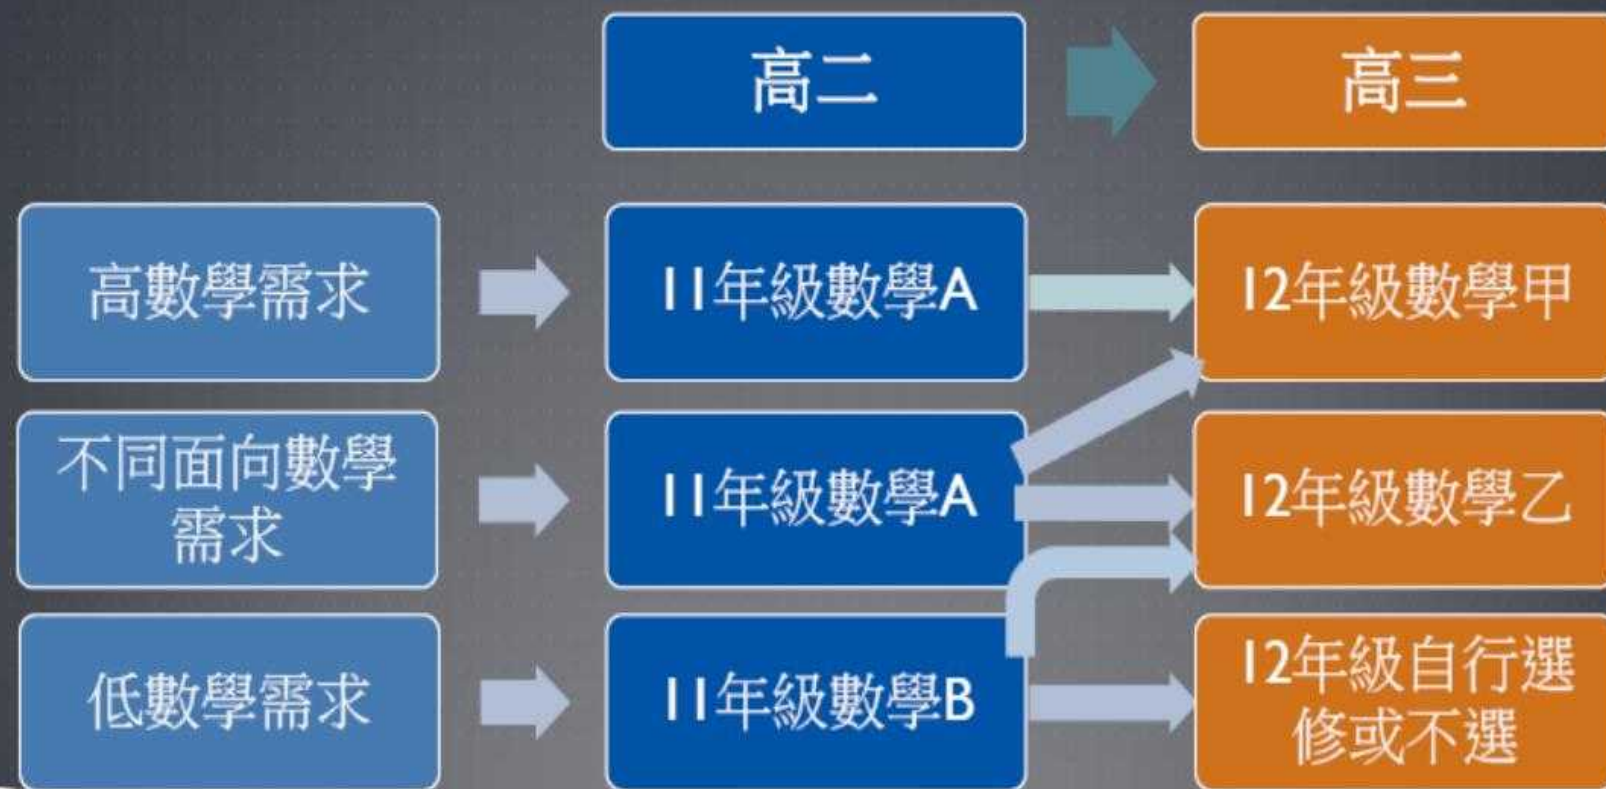 高二
高三
高數學需求
11年級數學A
12年級數學甲
不同面向數學
需求
11年級數學A
12年級數學乙
低數學需求
11年級數學B
12年級自行選
修或不選